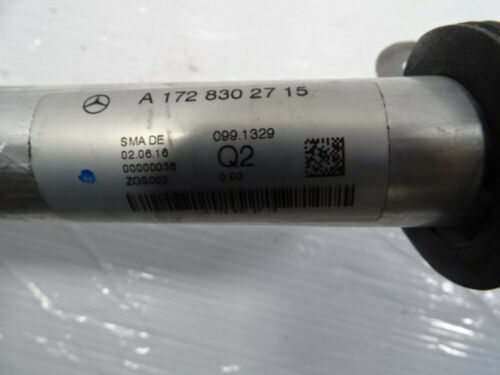 A 172 830 27 15
SMA DE 099.1329
02.06.16 Q2
00000036
ZGS002 0:00